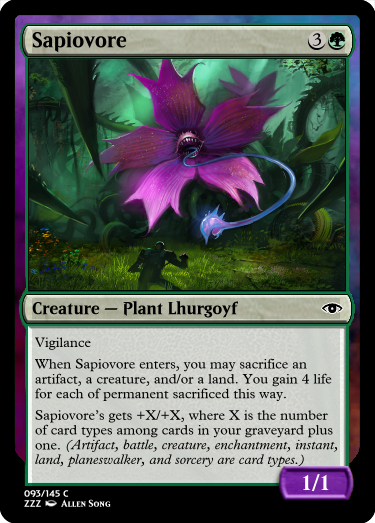 Sapiovore 3
Creature — Plant Lhurgoyf
Vigilance
When Sapiovore enters, you may sacrifice an
artifact, a creature, and/or a land. You gain 4 life
for each of permanent sacrificed this way.
Sapiovore's gets +X/+X, where X is the number
of card types among cards in your graveyard plus
one. (Artifact, battle, creature, enchantment, instant,
land, planeswalker, and sorcery are card types.)
1/1
093/145 C
ZZZ Allen Song